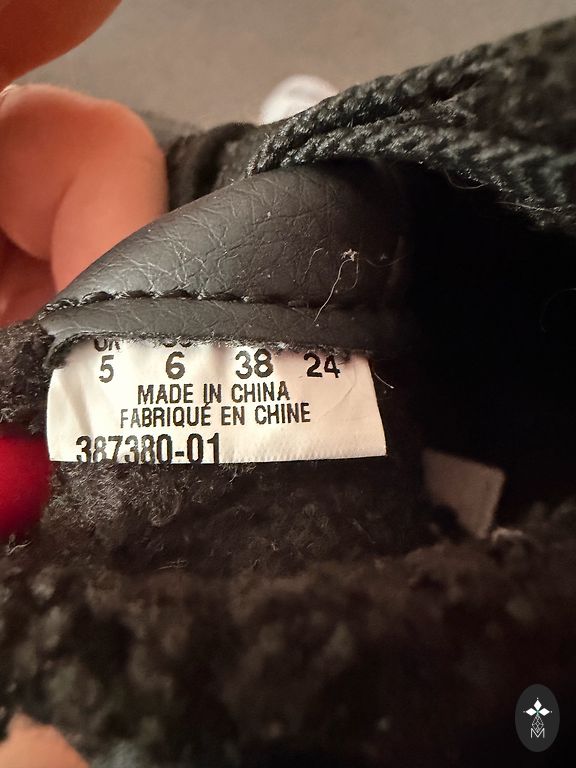 5 6 38 24
MADE IN CHINA
FABRIQUÉ EN CHINE
387380-01